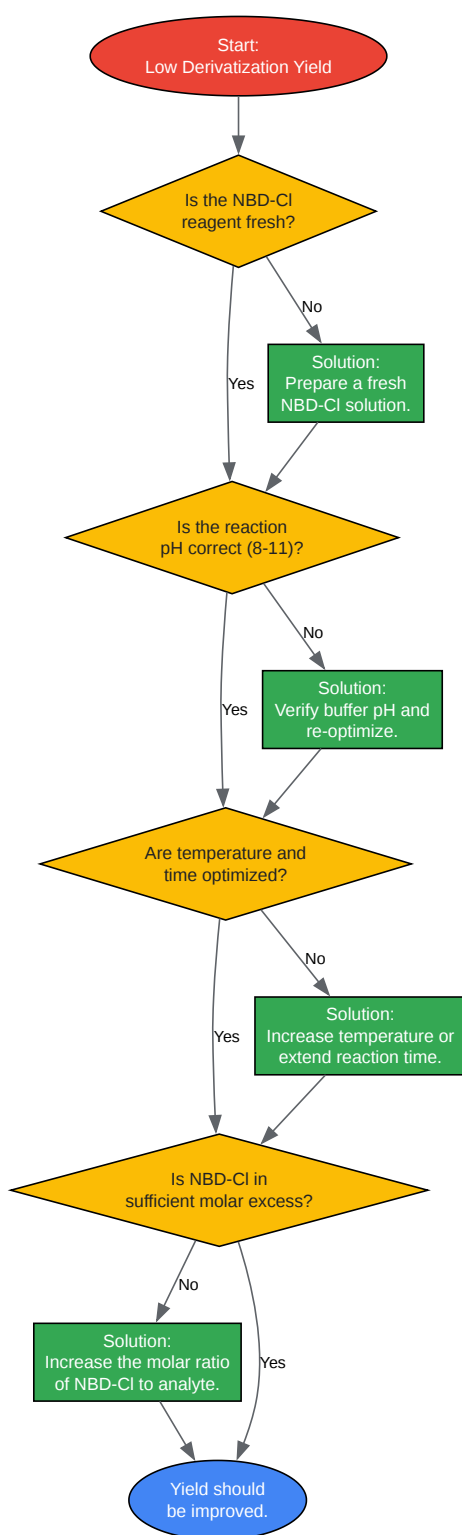 Start:
Low Derivatization Yield
Is the NBD-Cl
reagent fresh?
No
Yes
Solution:
Prepare a fresh
NBD-Cl solution.
Is the reaction
pH correct (8-11)?
No
Yes
Solution:
Verify buffer pH and
re-optimize.
Are temperature and
time optimized?
No
Yes
Solution:
Increase temperature or
extend reaction time.
Is NBD-Cl in
sufficient molar excess?
No
Yes
Solution:
Increase the molar ratio
of NBD-Cl to analyte.
Yield should
be improved.